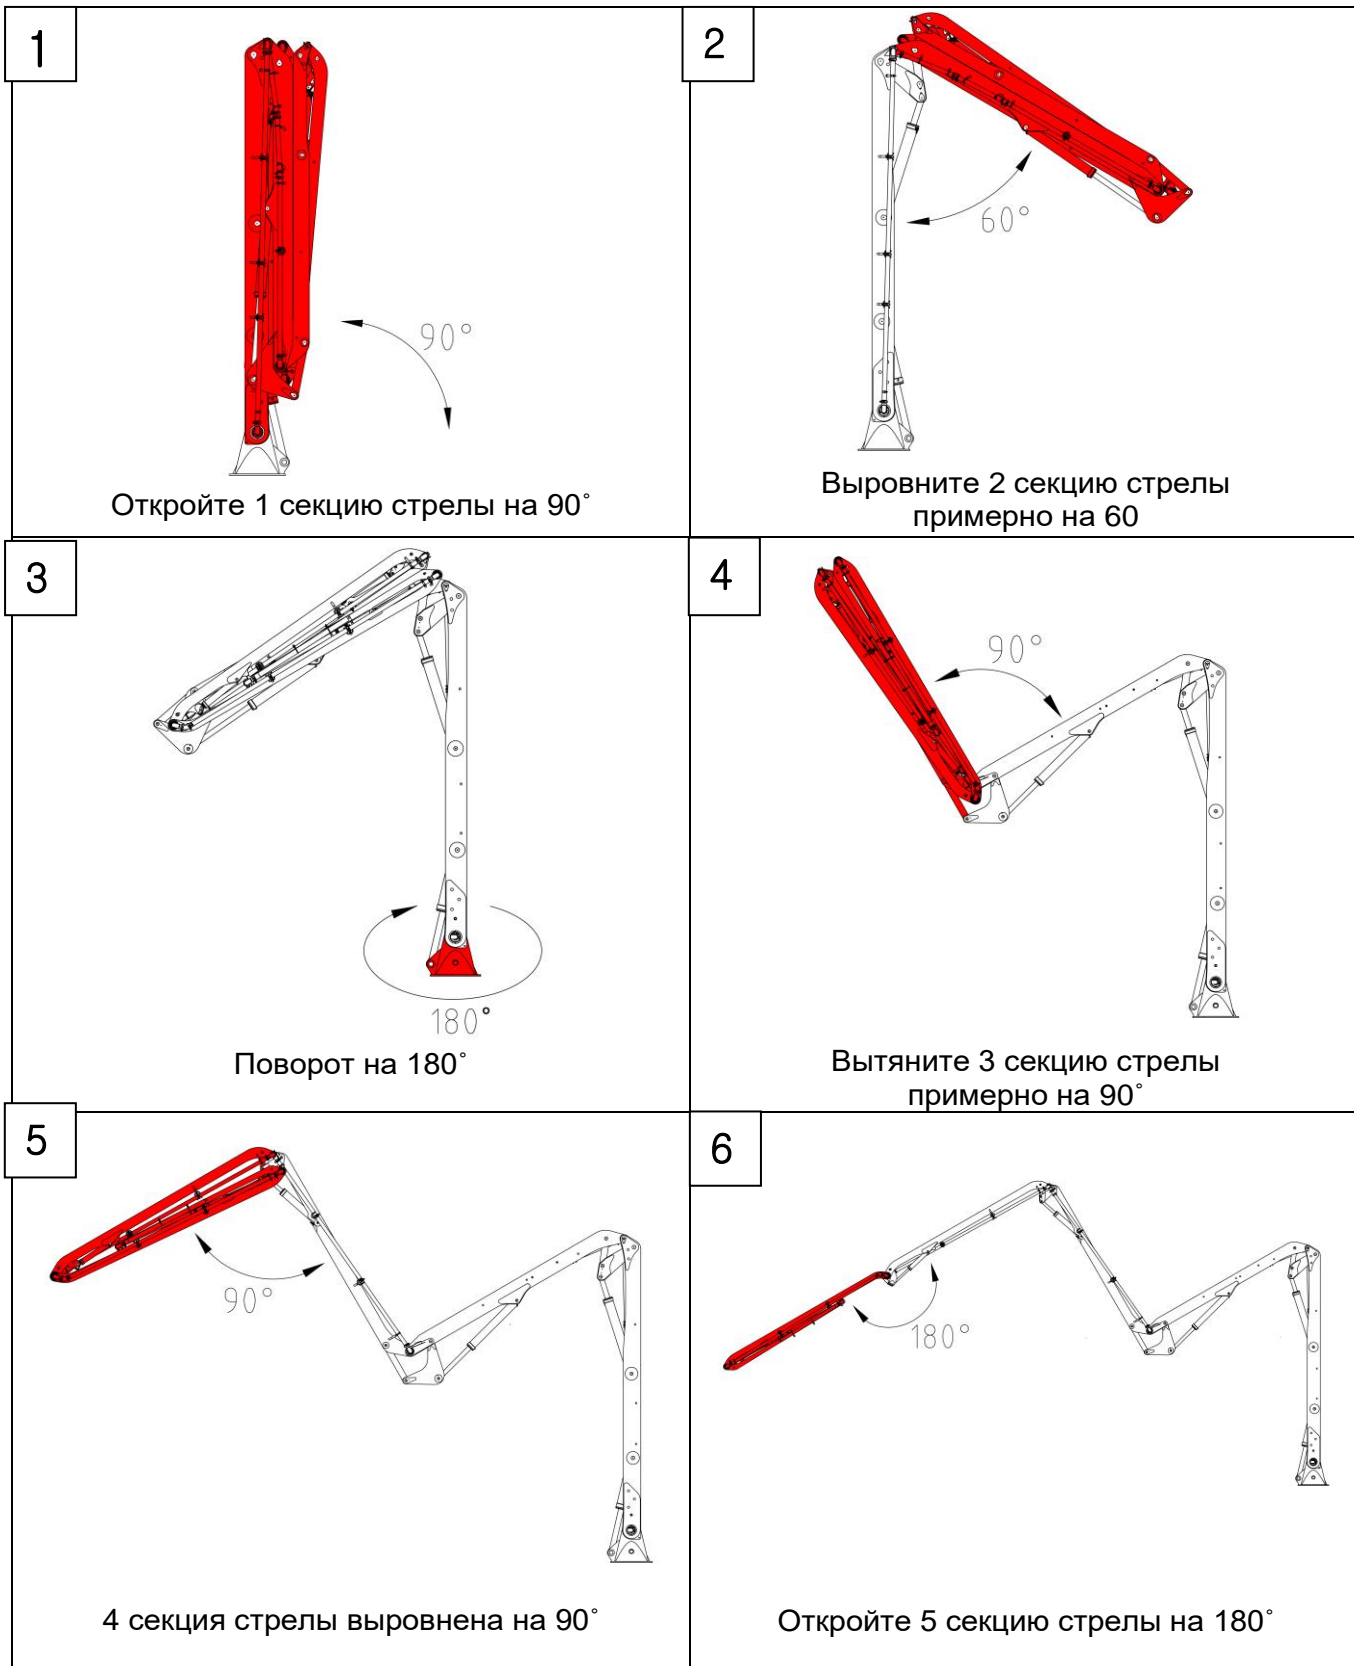 1
90°
Откройте 1 секцию стрелы на 90˚
2
60°
Выровните 2 секцию стрелы
примерно на 60
3
180°
Поворот на 180˚
4
90°
Вытяните 3 секцию стрелы
примерно на 90˚
5
90°
4 секция стрелы выровнена на 90˚
6
180°
Откройте 5 секцию стрелы на 180˚